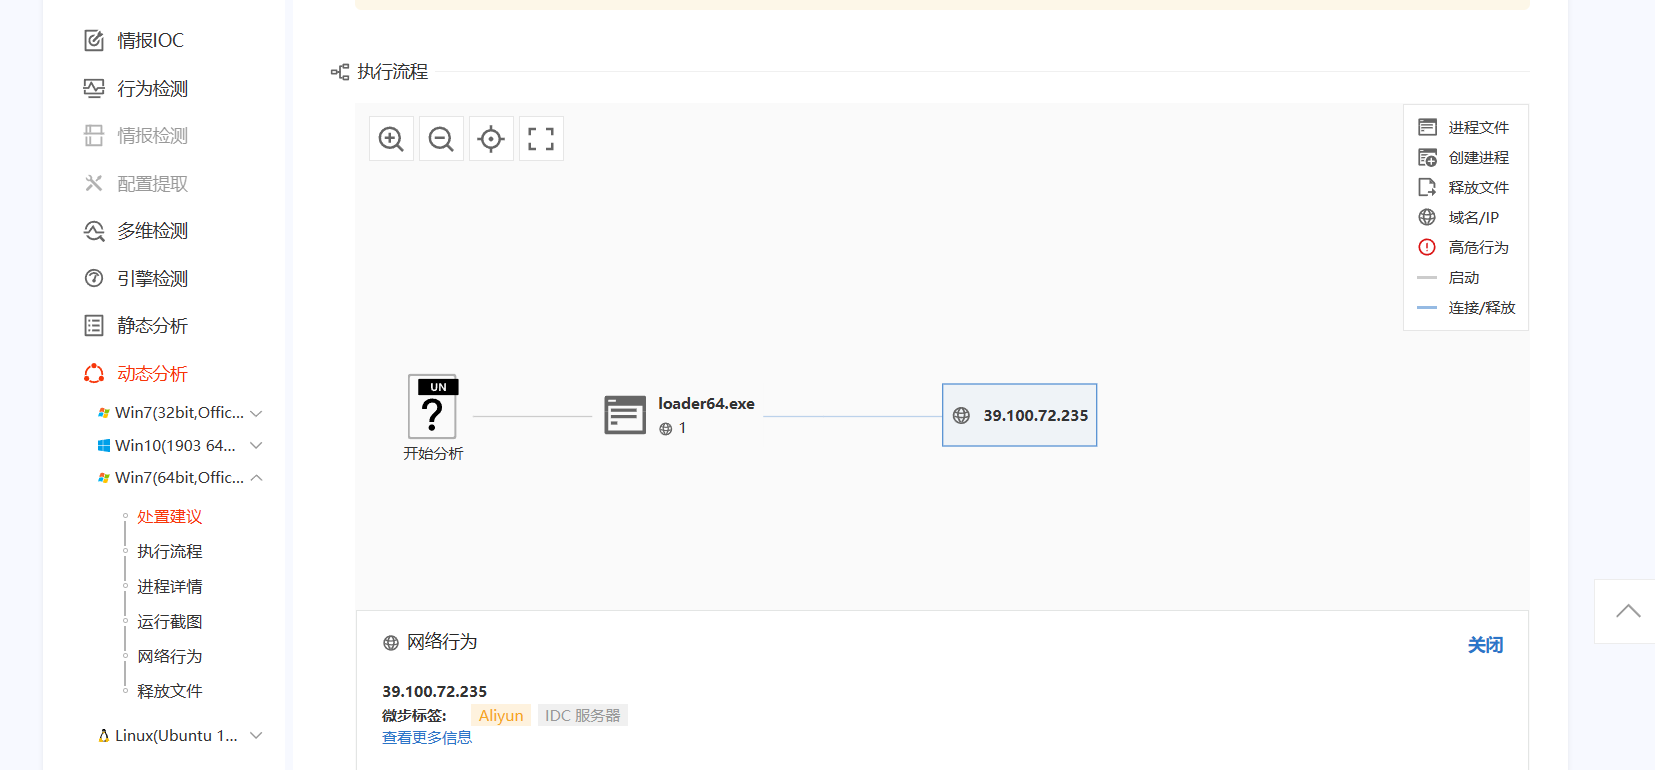 情报IOC
行为检测
情报检测
配置提取
多维检测
引擎检测
静态分析
动态分析
Win7(32bit,Offic...
Win10(1903 64...
Win7(64bit,Offic...
处置建议
执行流程
进程详情
运行截图
网络行为
释放文件
Linux(Ubuntu 1...
执行流程
进程文件
创建进程
释放文件
域名/IP
高危行为
启动
连接/释放
UN
?
开始分析
loader64.exe
1
39.100.72.235
网络行为
关闭
39.100.72.235
微步标签: Aliyun IDC 服务器
查看更多信息